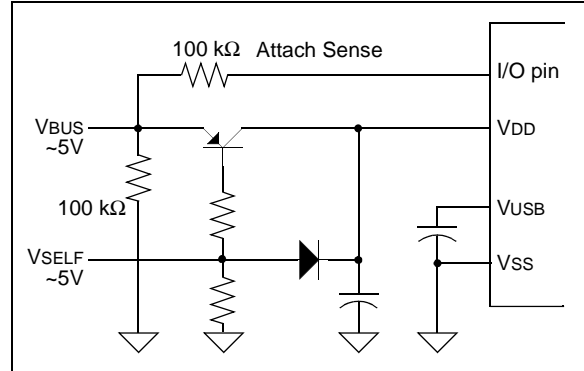 100 kΩ Attach Sense
I/O pin
VBUS
~5V
VDD
100 kΩ
VUSB
VSELF
~5V
VSS